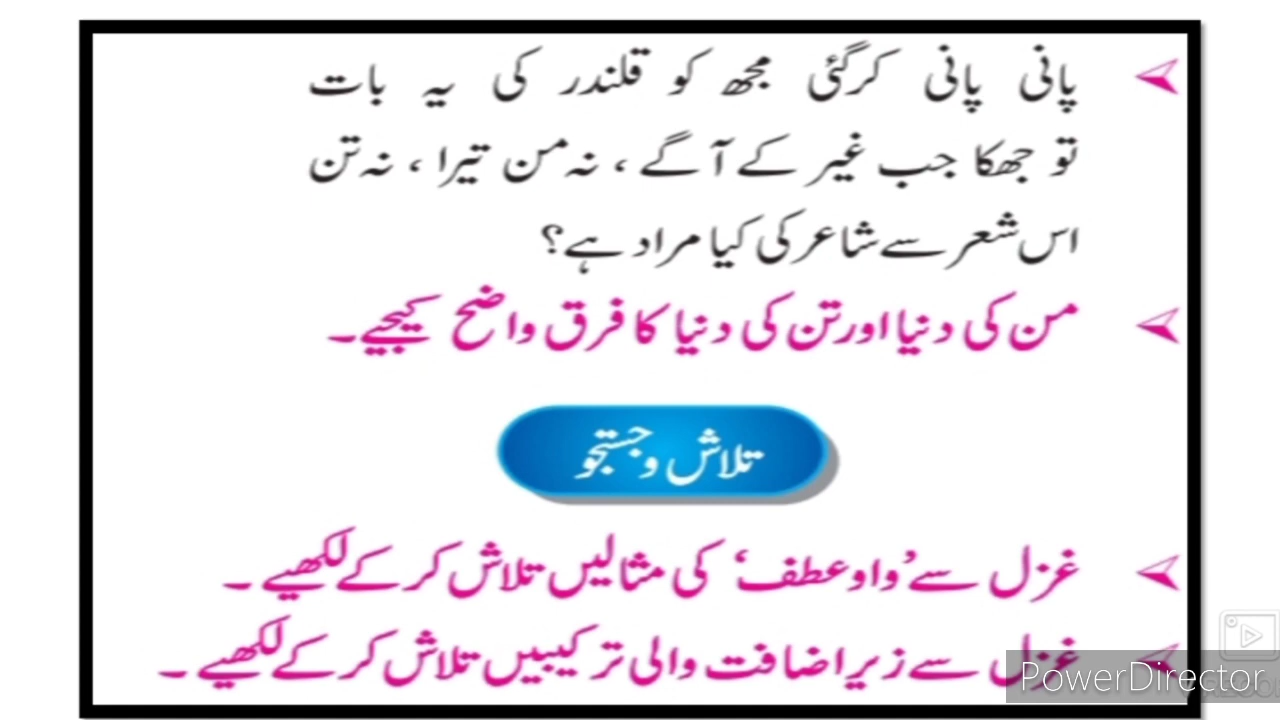 پانی پانی کرگئی مجھ کو قلندر کی یہ بات
تو جھکا جب غیر کے آگے ، نہ من تیرا ، نہ تن
اس شعر سے شاعر کی کیا مراد ہے؟
من کی دنیا اور تن کی دنیا کا فرق واضح کیجیے۔
تلاش و جستجو
غزل سے ’واو عطف‘ کی مثالیں تلاش کر کے لکھیے ۔
غزل سے زیر اضافت والی ترکیبیں تلاش کر کے لکھیے ۔
PowerDirector